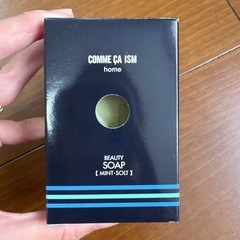 COMME ÇA ISM
home
BEAUTY
SOAP
[ MINT-SOLT ]